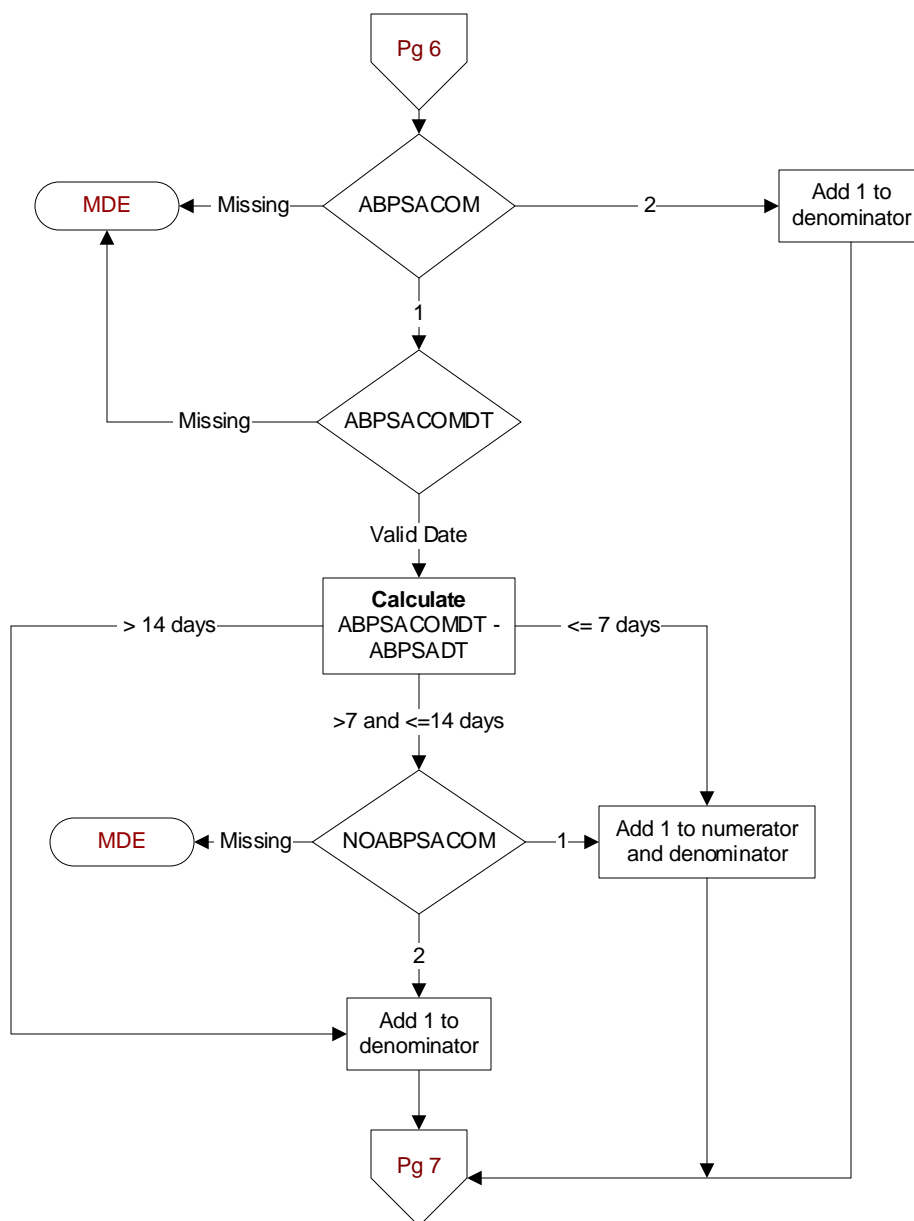 Pg 6
MDE
Missing
ABPSACOM
2
Add 1 to
denominator
1
Missing
ABPSACOMDT
Valid Date
> 14 days
Calculate
ABPSACOMDT -
ABPSADT
<= 7 days
>7 and <=14 days
MDE
Missing
NOABPSACOM
1
Add 1 to numerator
and denominator
2
Add 1 to
denominator
Pg 7